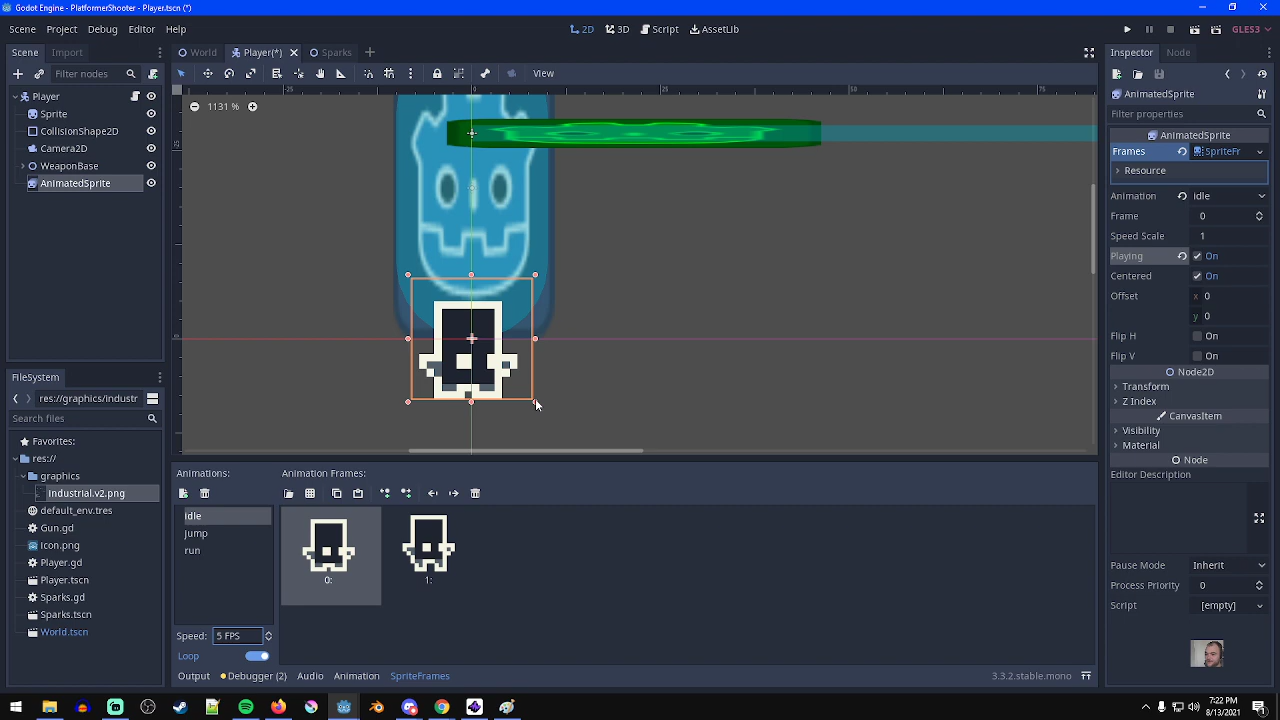 Godot Engine - PlatformerShooter - Player.tscn (*)
Scene Project Debug Editor Help
2D 3D Script AssetLib
GLES3
Scene Import
World Player(*) Sparks
Inspector Node
Filter nodes
View
AnimatedSprite
Filter properties
Player
Sprite
CollisionShape2D
Camera2D
WeaponBase
AnimatedSprite
-25 0 25 50 75
1131 %
AnimatedSprite
Frames SpriteFr
Resource
Animation Idle
Frame 0
Speed Scale 1
Playing On
Centered On
Offset x 0
y 0
Flip H On
Flip V On
Node2D
Transform
Z Index
CanvasItem
Visibility
Material
Node
Editor Description
Pause Mode Inherit
Process Priority 0
Script [empty]
FileSystem
res://graphics/industr
Search files
Favorites:
res://
graphics
industrial.v2.png
default_env.tres
Gun.gd
icon.png
Player.gd
Player.tscn
Sparks.gd
Sparks.tscn
World.tscn
Animations: Animation Frames:
idle
jump
run
0:
1:
Speed: 5 FPS
Loop
Output Debugger (2) Audio Animation SpriteFrames
3.3.2.stable.mono
7:22 PM
8/13/2021